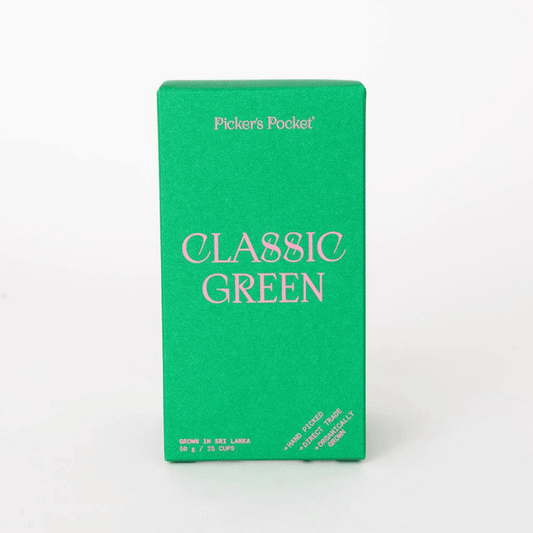 Picker's Pocket®
CLASSIC
GREEN
GROWN IN SRI LANKA
50 g / 25 CUPS
→HAND PICKED
→DIRECT TRADE
→ORGANICALLY
GROWN